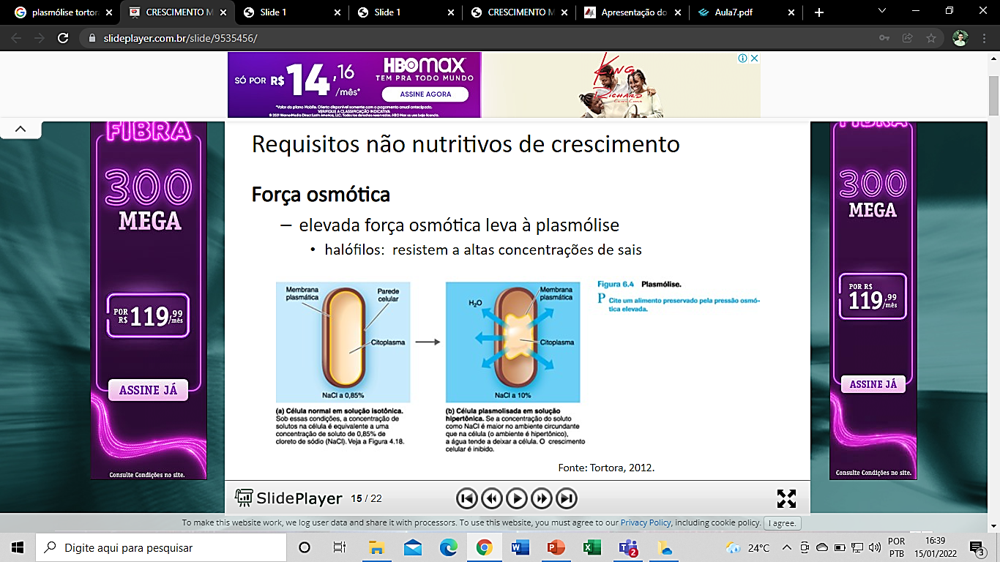 plasmólise tortora
CRESCIMENTO M
Slide 1
Slide 1
CRESCIMENTO M
Apresentação do
Aula7.pdf
slideplayer.com.br/slide/9535456/
SÓ POR R$ 14,16 /mês*
HBOMAX
TEM PRA TODO MUNDO
ASSINE AGORA
KING
RICHARD
FIBRA
300
MEGA
POR R$ 119,99 /mês
ASSINE JÁ
Consulte Condições no site.
Requisitos não nutritivos de crescimento
Força osmótica
– elevada força osmótica leva à plasmólise
• halófilos: resistem a altas concentrações de sais
Membrana plasmática
Parede celular
Citoplasma
NaCl a 0,85%
H₂O
Membrana plasmática
Citoplasma
NaCl a 10%
Figura 6.4 Plasmólise.
P Cite um alimento preservado pela pressão osmó-
tica elevada.
(a) Célula normal em solução isotônica.
Sob essas condições, a concentração de
solutos na célula é equivalente a uma
concentração de soluto de 0,85% de
cloreto de sódio (NaCl). Veja a Figura 4.18.
(b) Célula plasmolisada em solução
hipertônica. Se a concentração do soluto
como NaCl é maior no ambiente circundante
que na célula (o ambiente é hipertônico),
a água tende a deixar a célula. O crescimento
celular é inibido.
Fonte: Tortora, 2012.
FIBRA
300
MEGA
POR R$
119,99 /mês
ASSINE JÁ
Consulte Condições no site.
SlidePlayer 15 / 22
To make this website work, we log user data and share it with processors. To use this website, you must agree to our Privacy Policy, including cookie policy. I agree.
Digite aqui para pesquisar
24°C
POR
PTB
16:39
15/01/2022
2
3